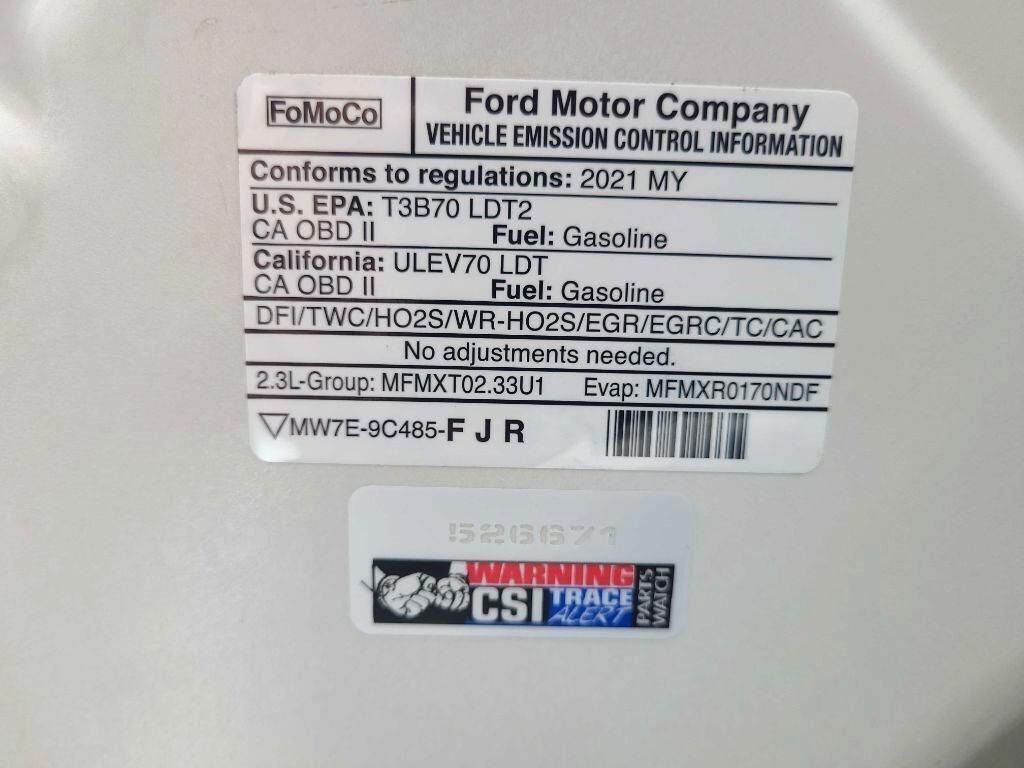 FoMoCo
Ford Motor Company
VEHICLE EMISSION CONTROL INFORMATION
Conforms to regulations: 2021 MY
U.S. EPA: T3B70 LDT2
CA OBD II Fuel: Gasoline
California: ULEV70 LDT
CA OBD II Fuel: Gasoline
DFI/TWC/HO2S/WR-HO2S/EGR/EGRC/TC/CAC
No adjustments needed.
2.3L-Group: MFMXT02.33U1 Evap: MFMXR0170NDF
▽MW7E-9C485-F J R
526671
WARNING
CSI TRACE
ALERT
PARTS
WATCH